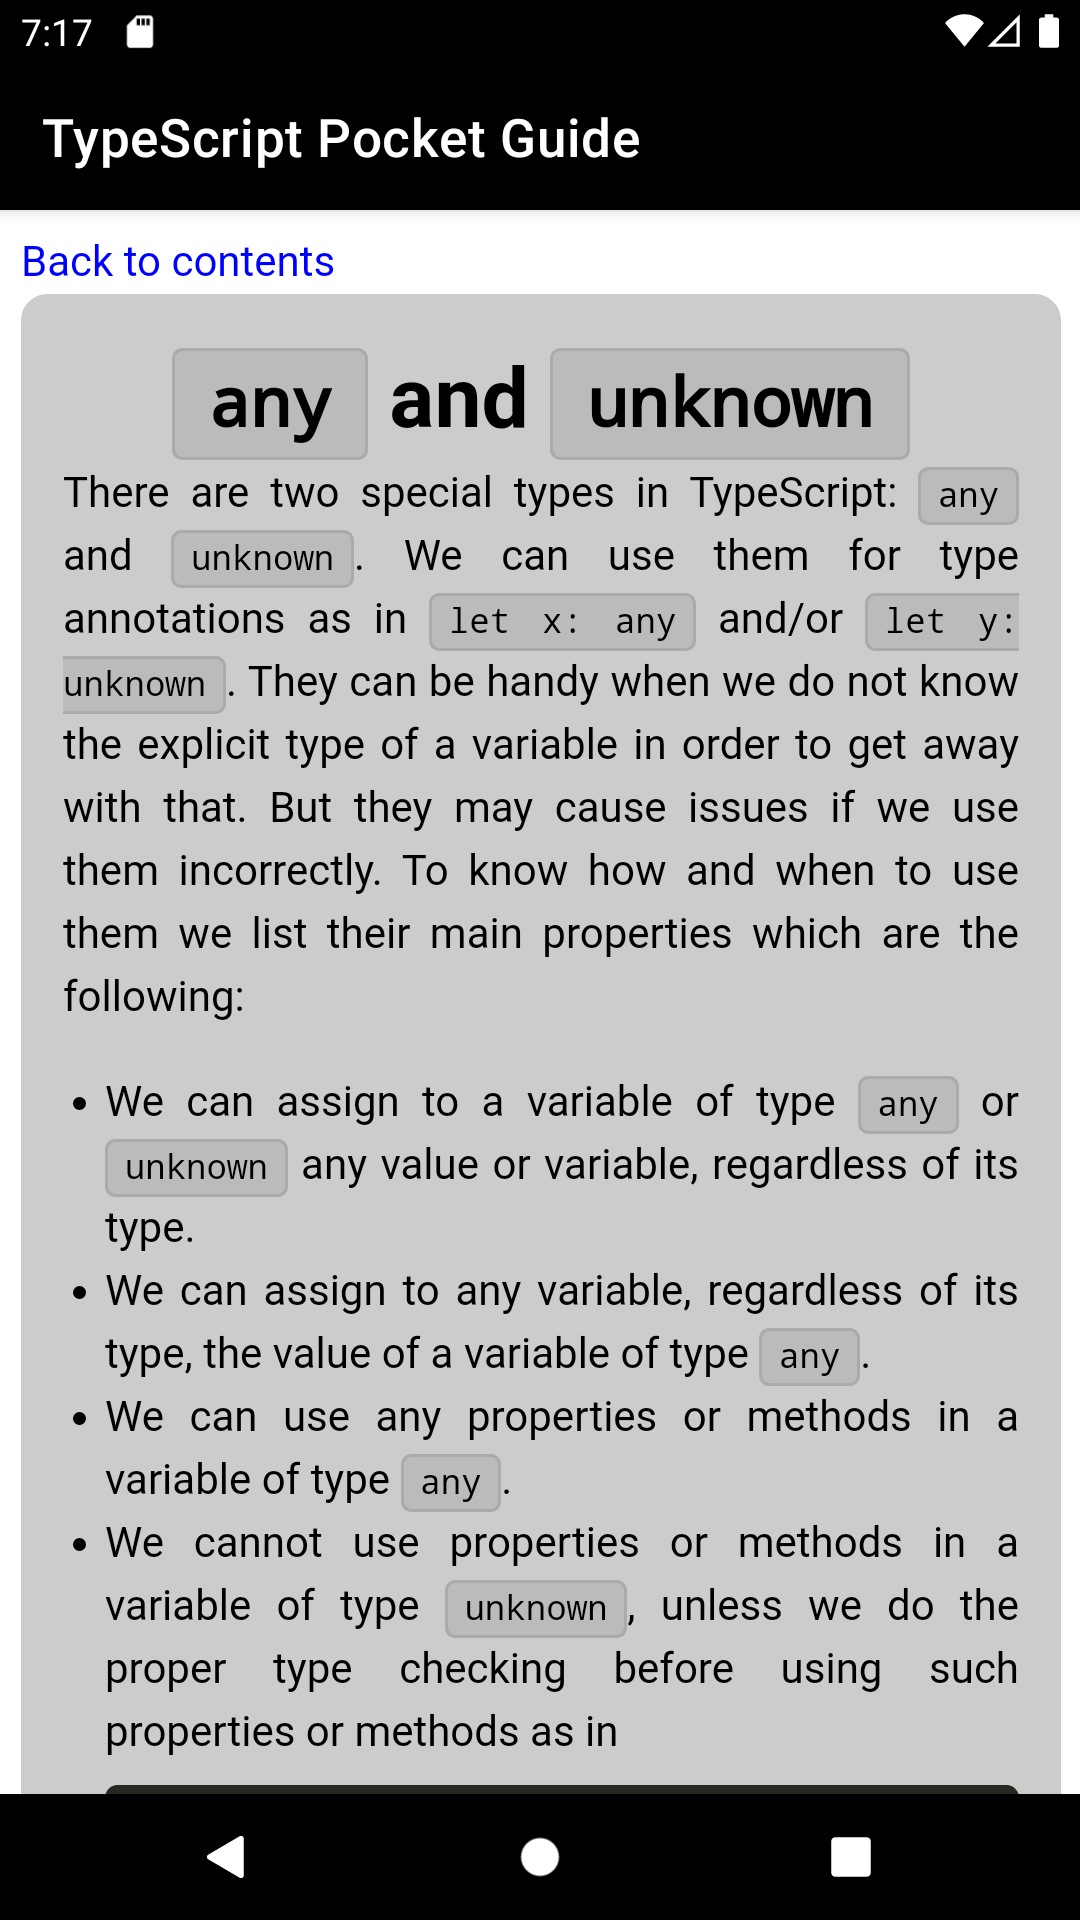 7:17
TypeScript Pocket Guide
Back to contents
any and unknown
There are two special types in TypeScript: any
and unknown. We can use them for type
annotations as in let x: any and/or let y:
unknown. They can be handy when we do not know
the explicit type of a variable in order to get away
with that. But they may cause issues if we use
them incorrectly. To know how and when to use
them we list their main properties which are the
following:
• We can assign to a variable of type any or
unknown any value or variable, regardless of its
type.
• We can assign to any variable, regardless of its
type, the value of a variable of type any.
• We can use any properties or methods in a
variable of type any.
• We cannot use properties or methods in a
variable of type unknown, unless we do the
proper type checking before using such
properties or methods as in